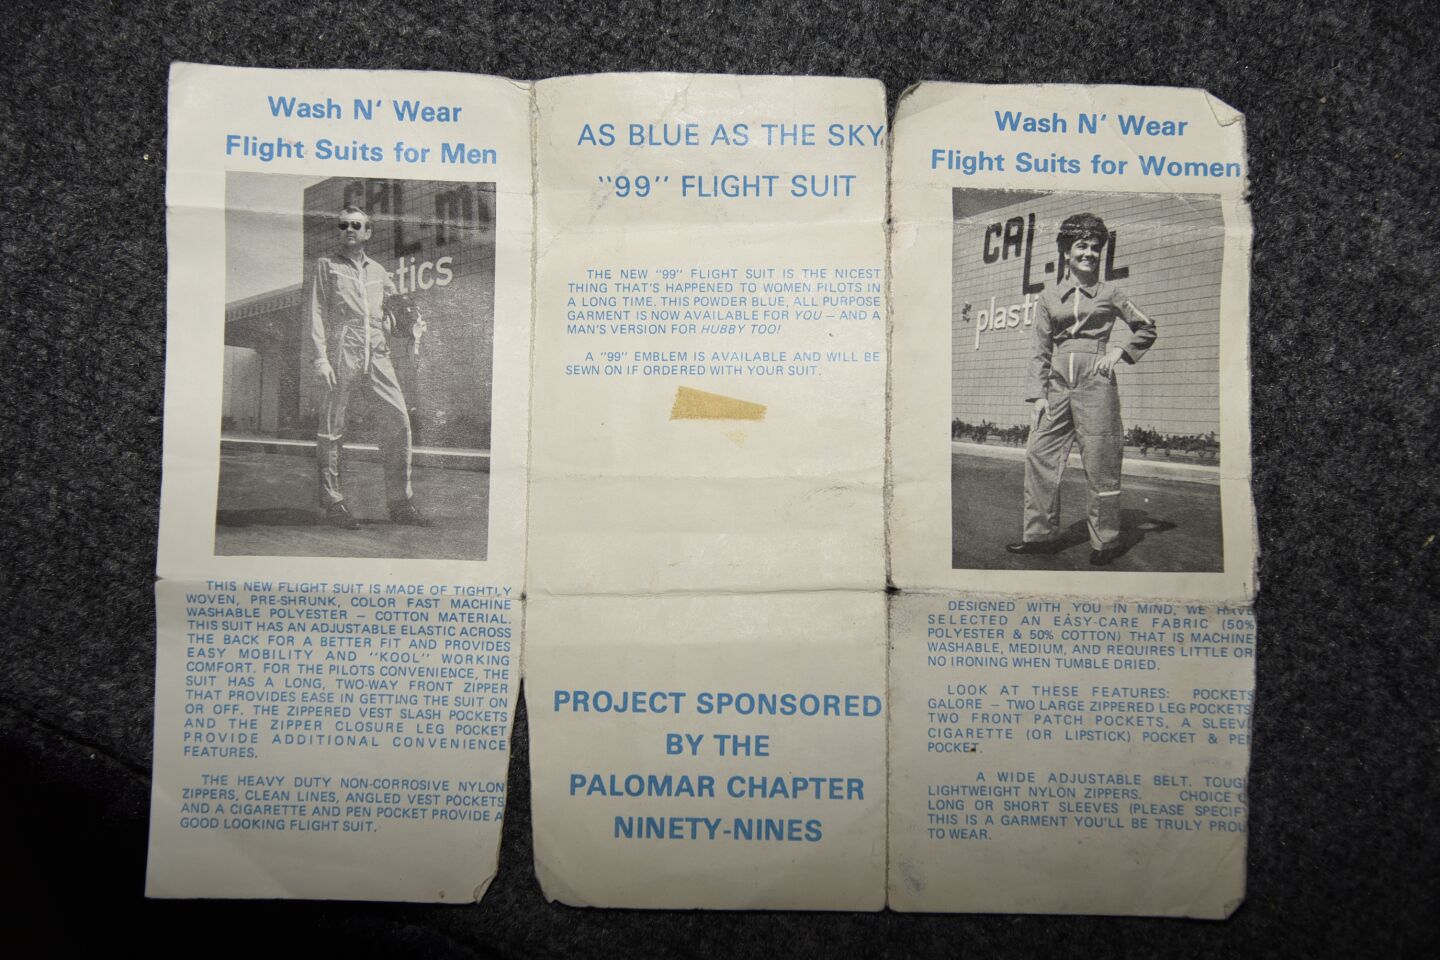 Wash N' Wear
Flight Suits for Men
CAL MIL
stics
THIS NEW FLIGHT SUIT IS MADE OF TIGHTLY
WOVEN, PRE-SHRUNK, COLOR FAST MACHINE
WASHABLE POLYESTER – COTTON MATERIAL.
THIS SUIT HAS AN ADJUSTABLE ELASTIC ACROSS
THE BACK FOR A BETTER FIT AND PROVIDES
EASY MOBILITY AND "KOOL" WORKING
COMFORT. FOR THE PILOTS CONVENIENCE, THE
SUIT HAS A LONG, TWO-WAY FRONT ZIPPER
THAT PROVIDES EASE IN GETTING THE SUIT ON
OR OFF. THE ZIPPERED VEST SLASH POCKETS
AND THE ZIPPER CLOSURE LEG POCKET
PROVIDE ADDITIONAL CONVENIENCE
FEATURES.
THE HEAVY DUTY NON-CORROSIVE NYLON
ZIPPERS, CLEAN LINES, ANGLED VEST POCKETS
AND A CIGARETTE AND PEN POCKET PROVIDE A
GOOD LOOKING FLIGHT SUIT.
AS BLUE AS THE SKY
"99" FLIGHT SUIT
THE NEW "99" FLIGHT SUIT IS THE NICEST
THING THAT'S HAPPENED TO WOMEN PILOTS IN
A LONG TIME. THIS POWDER BLUE, ALL PURPOSE
GARMENT IS NOW AVAILABLE FOR YOU – AND A
MAN'S VERSION FOR HUBBY TOO!
A "99" EMBLEM IS AVAILABLE AND WILL BE
SEWN ON IF ORDERED WITH YOUR SUIT.
PROJECT SPONSORED
BY THE
PALOMAR CHAPTER
NINETY-NINES
Wash N' Wear
Flight Suits for Women
CAL-MIL
plasti
DESIGNED WITH YOU IN MIND, WE HAVE
SELECTED AN EASY-CARE FABRIC (50%
POLYESTER & 50% COTTON) THAT IS MACHINE
WASHABLE, MEDIUM, AND REQUIRES LITTLE OR
NO IRONING WHEN TUMBLE DRIED.
LOOK AT THESE FEATURES: POCKETS
GALORE – TWO LARGE ZIPPERED LEG POCKETS
TWO FRONT PATCH POCKETS, A SLEEV
CIGARETTE (OR LIPSTICK) POCKET & PEN
POCKET.
A WIDE ADJUSTABLE BELT. TOUG
LIGHTWEIGHT NYLON ZIPPERS. CHOICE O
LONG OR SHORT SLEEVES (PLEASE SPECIFY
THIS IS A GARMENT YOU'LL BE TRULY PROU
TO WEAR.